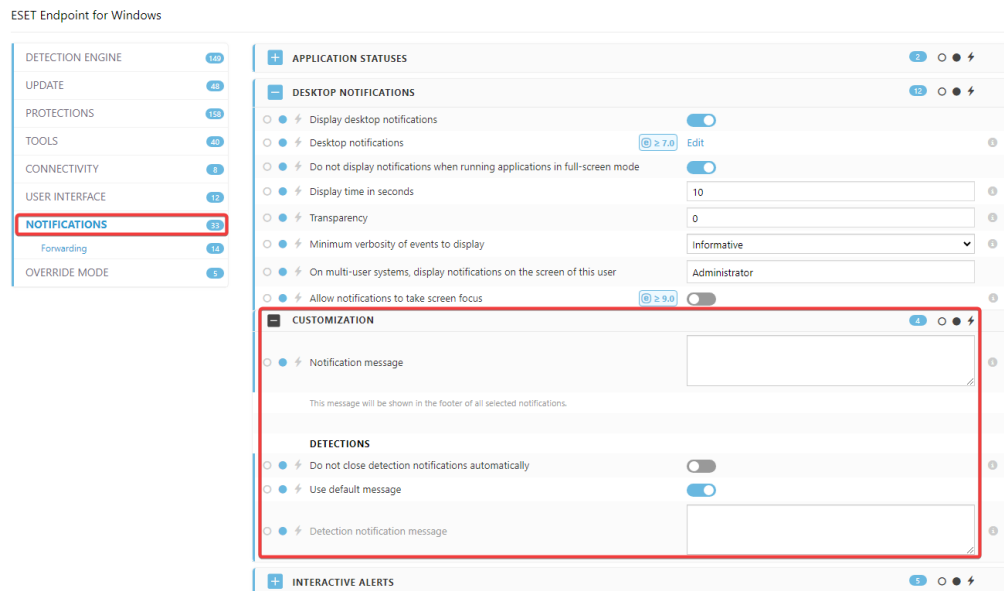 ESET Endpoint for Windows
DETECTION ENGINE 149
UPDATE 48
PROTECTIONS 158
TOOLS 40
CONNECTIVITY 8
USER INTERFACE 12
NOTIFICATIONS 33
Forwarding 14
OVERRIDE MODE 5
APPLICATION STATUSES 2
DESKTOP NOTIFICATIONS 12
Display desktop notifications
Desktop notifications ≥ 7.0 Edit
Do not display notifications when running applications in full-screen mode
Display time in seconds 10
Transparency 0
Minimum verbosity of events to display Informative
On multi-user systems, display notifications on the screen of this user Administrator
Allow notifications to take screen focus ≥ 9.0
CUSTOMIZATION 4
Notification message
This message will be shown in the footer of all selected notifications.
DETECTIONS
Do not close detection notifications automatically
Use default message
Detection notification message
INTERACTIVE ALERTS 5